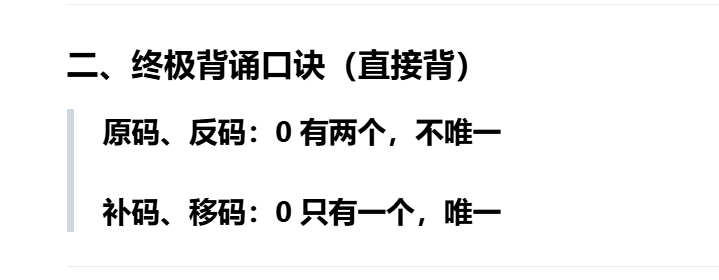 二、终极背诵口诀（直接背）
原码、反码：0 有两个，不唯一
补码、移码：0 只有一个，唯一